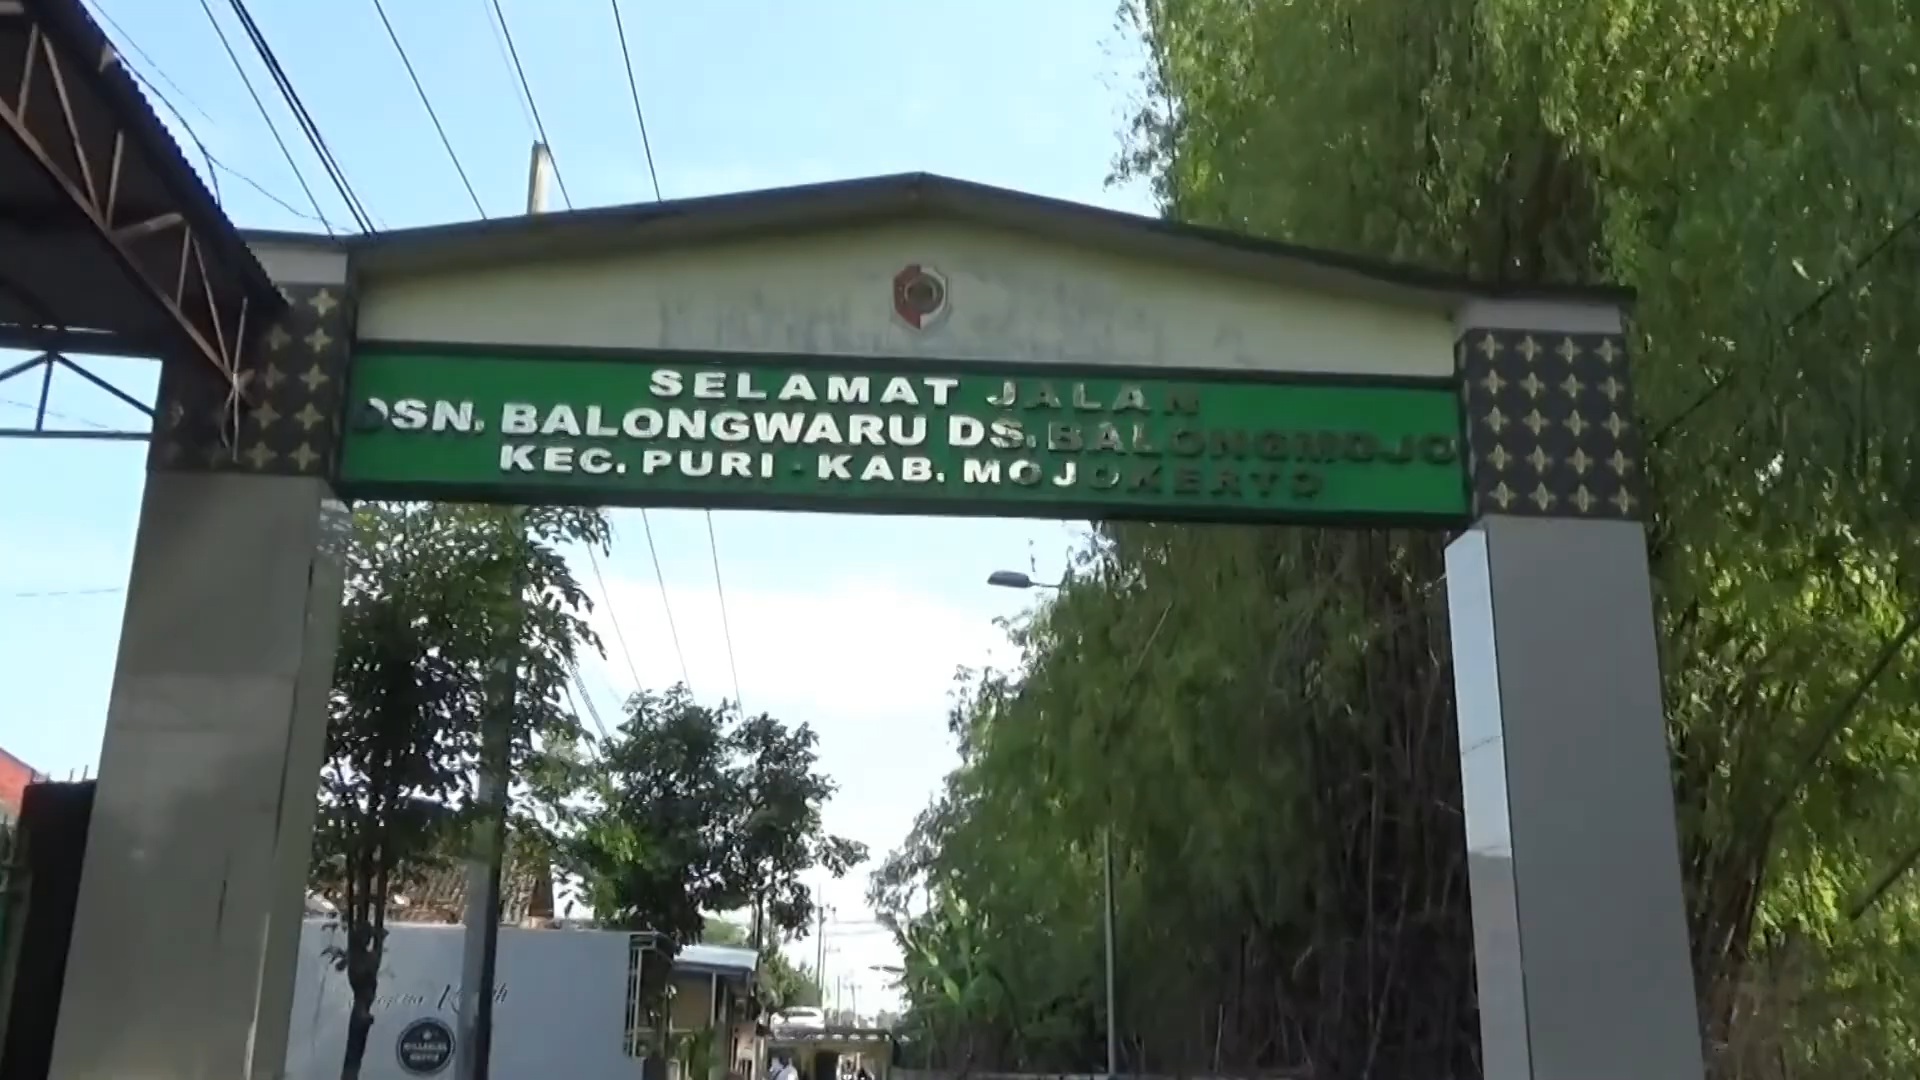 SELAMAT JALAN
DSN. BALONGWARU DS. BALONGMOJO
KEC. PURI - KAB. MOJOKERTO